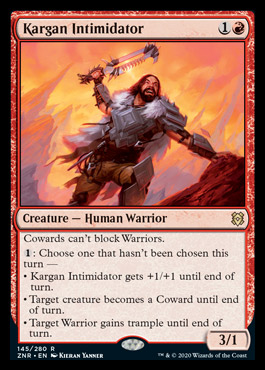 Kargan Intimidator 1
Creature — Human Warrior
Cowards can't block Warriors.
1: Choose one that hasn't been chosen this
turn —
• Kargan Intimidator gets +1/+1 until end of
turn.
• Target creature becomes a Coward until end
of turn.
• Target Warrior gains trample until end of
turn.
3/1
145/280 R
ZNR • EN KIERAN YANNER
™ & © 2020 Wizards of the Coast